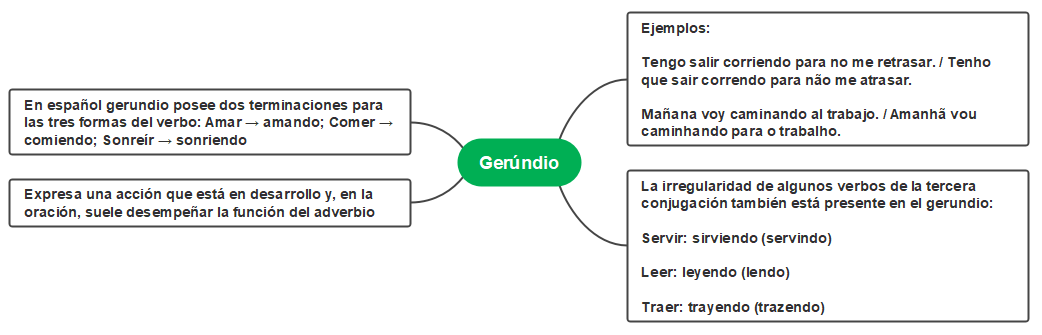 En español gerundio posee dos terminaciones para
las tres formas del verbo: Amar → amando; Comer →
comiendo; Sonreír → sonriendo
Expresa una acción que está en desarrollo y, en la
oración, suele desempeñar la función del adverbio
Gerúndio
Ejemplos:
Tengo salir corriendo para no me retrasar. / Tenho
que sair correndo para não me atrasar.
Mañana voy caminando al trabajo. / Amanhã vou
caminhando para o trabalho.
La irregularidad de algunos verbos de la tercera
conjugación también está presente en el gerundio:
Servir: sirviendo (servindo)
Leer: leyendo (lendo)
Traer: trayendo (trazendo)